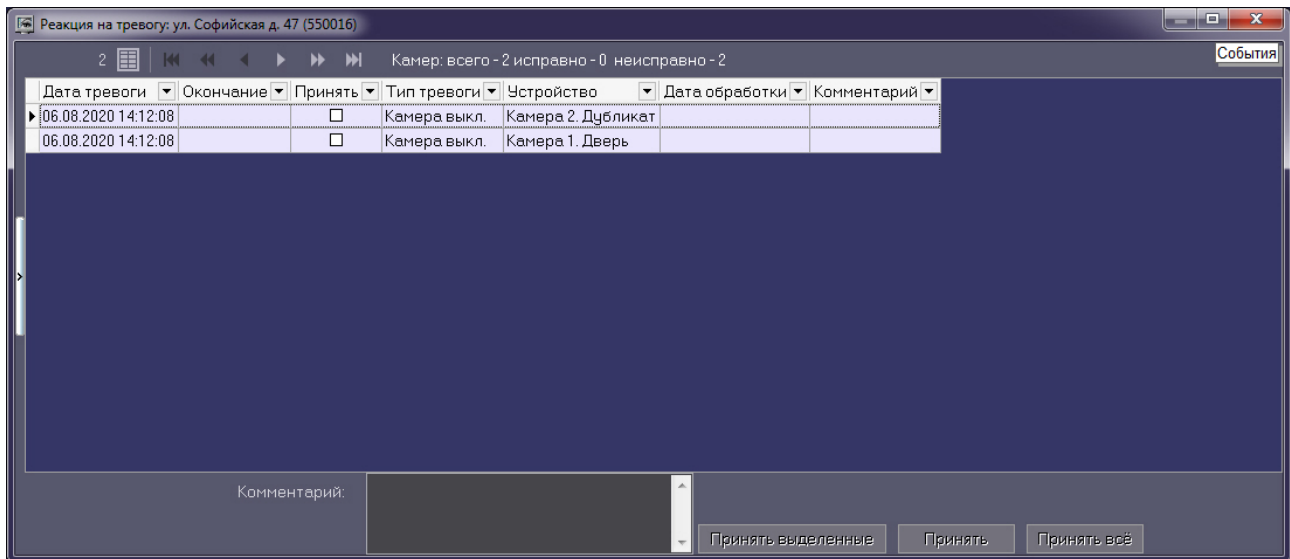 Реакция на тревогу: ул. Софийская д. 47 (550016)
2 Камер: всего - 2 исправно - 0 неисправно - 2 События
Дата тревоги Окончание Принять Тип тревоги Устройство Дата обработки Комментарий
06.08.2020 14:12:08 Камера выкл. Камера 2. Дубликат
06.08.2020 14:12:08 Камера выкл. Камера 1. Дверь
Комментарий:
Принять выделенные Принять Принять всё